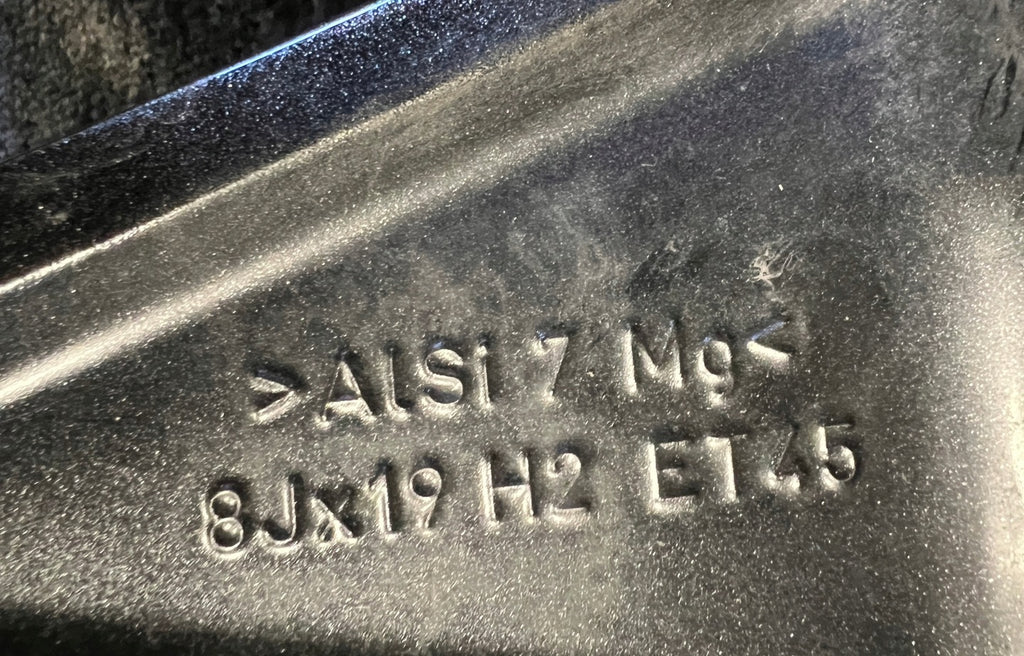 >AlSi 7 Mg<
8Jx19 H2 ET45